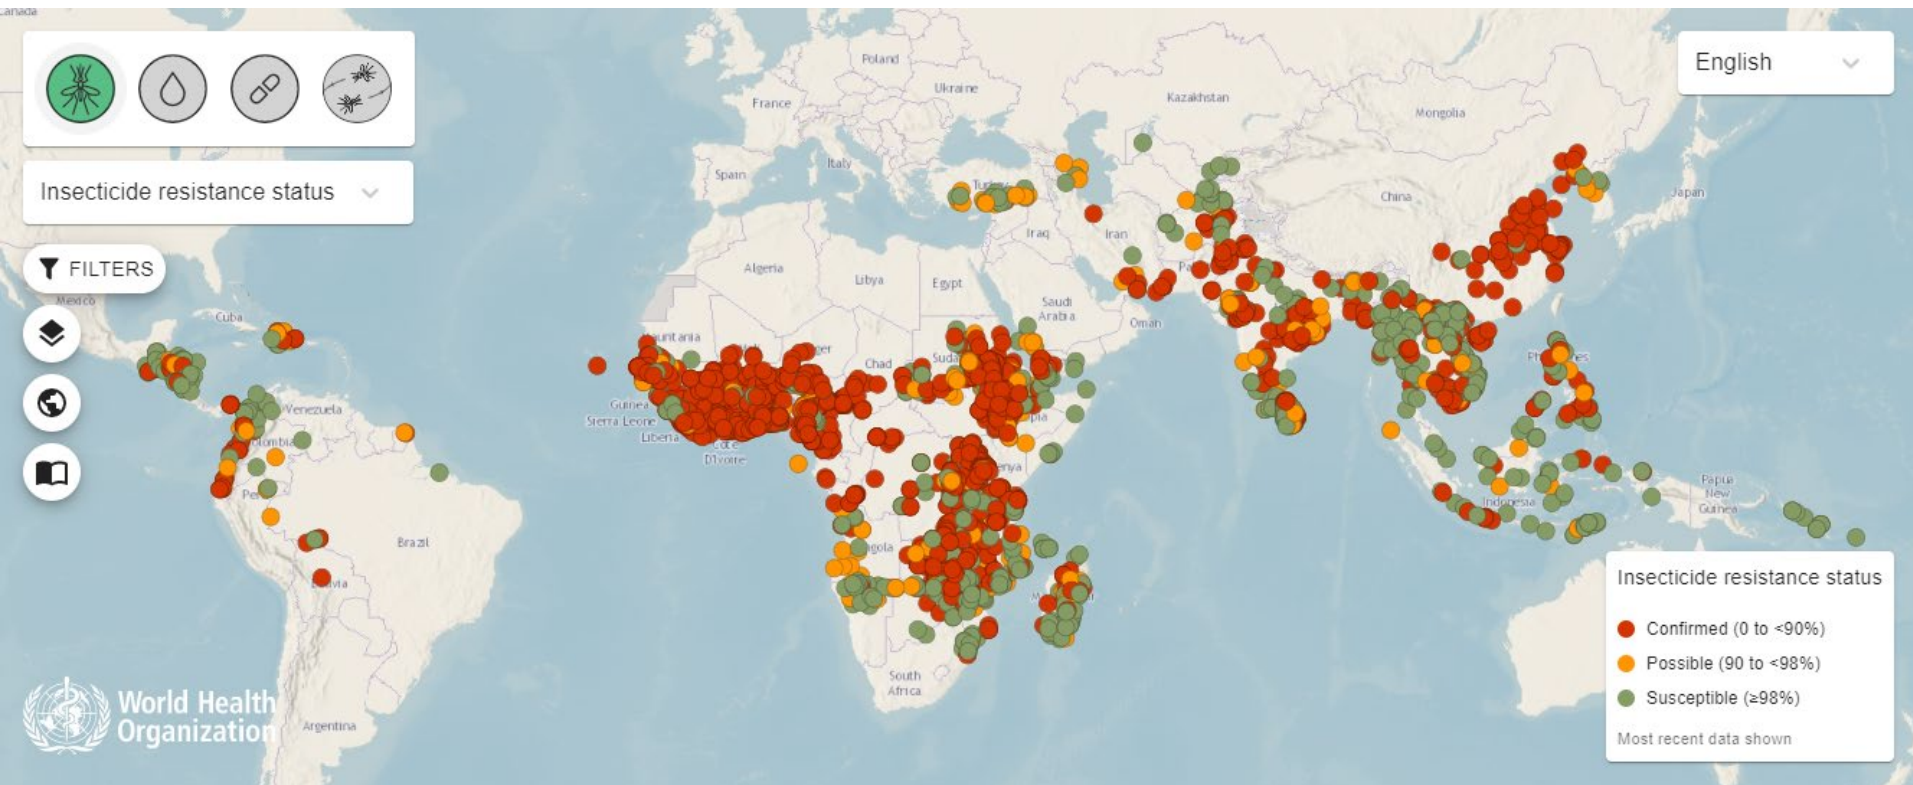 Canada
English
Insecticide resistance status
FILTERS
Poland
Ukraine
France
Kazakhstan
Mongolia
Italy
Spain
China
Japan
Iraq
Iran
Algeria
Libya
Egypt
Saudi
Arabia
Oman
Mexico
Cuba
Chad
Guinea
Sierra Leone
Liberia
Côte
D'Ivoire
Venezuela
Brazil
Papua
New
Guinea
Indonesia
South
Africa
Argentina
World Health
Organization
Insecticide resistance status
Confirmed (0 to <90%)
Possible (90 to <98%)
Susceptible (≥98%)
Most recent data shown